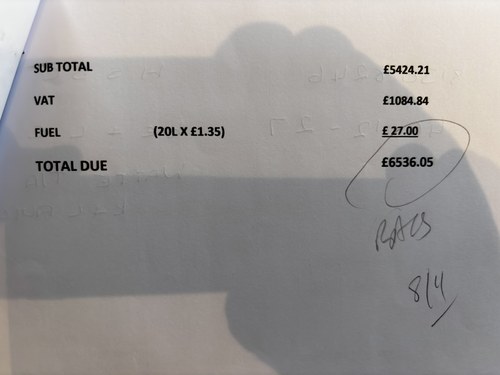 SUB TOTAL £5424.21
VAT £1084.84
FUEL (20L X £1.35) £ 27.00
TOTAL DUE £6536.05
BACS
8/4